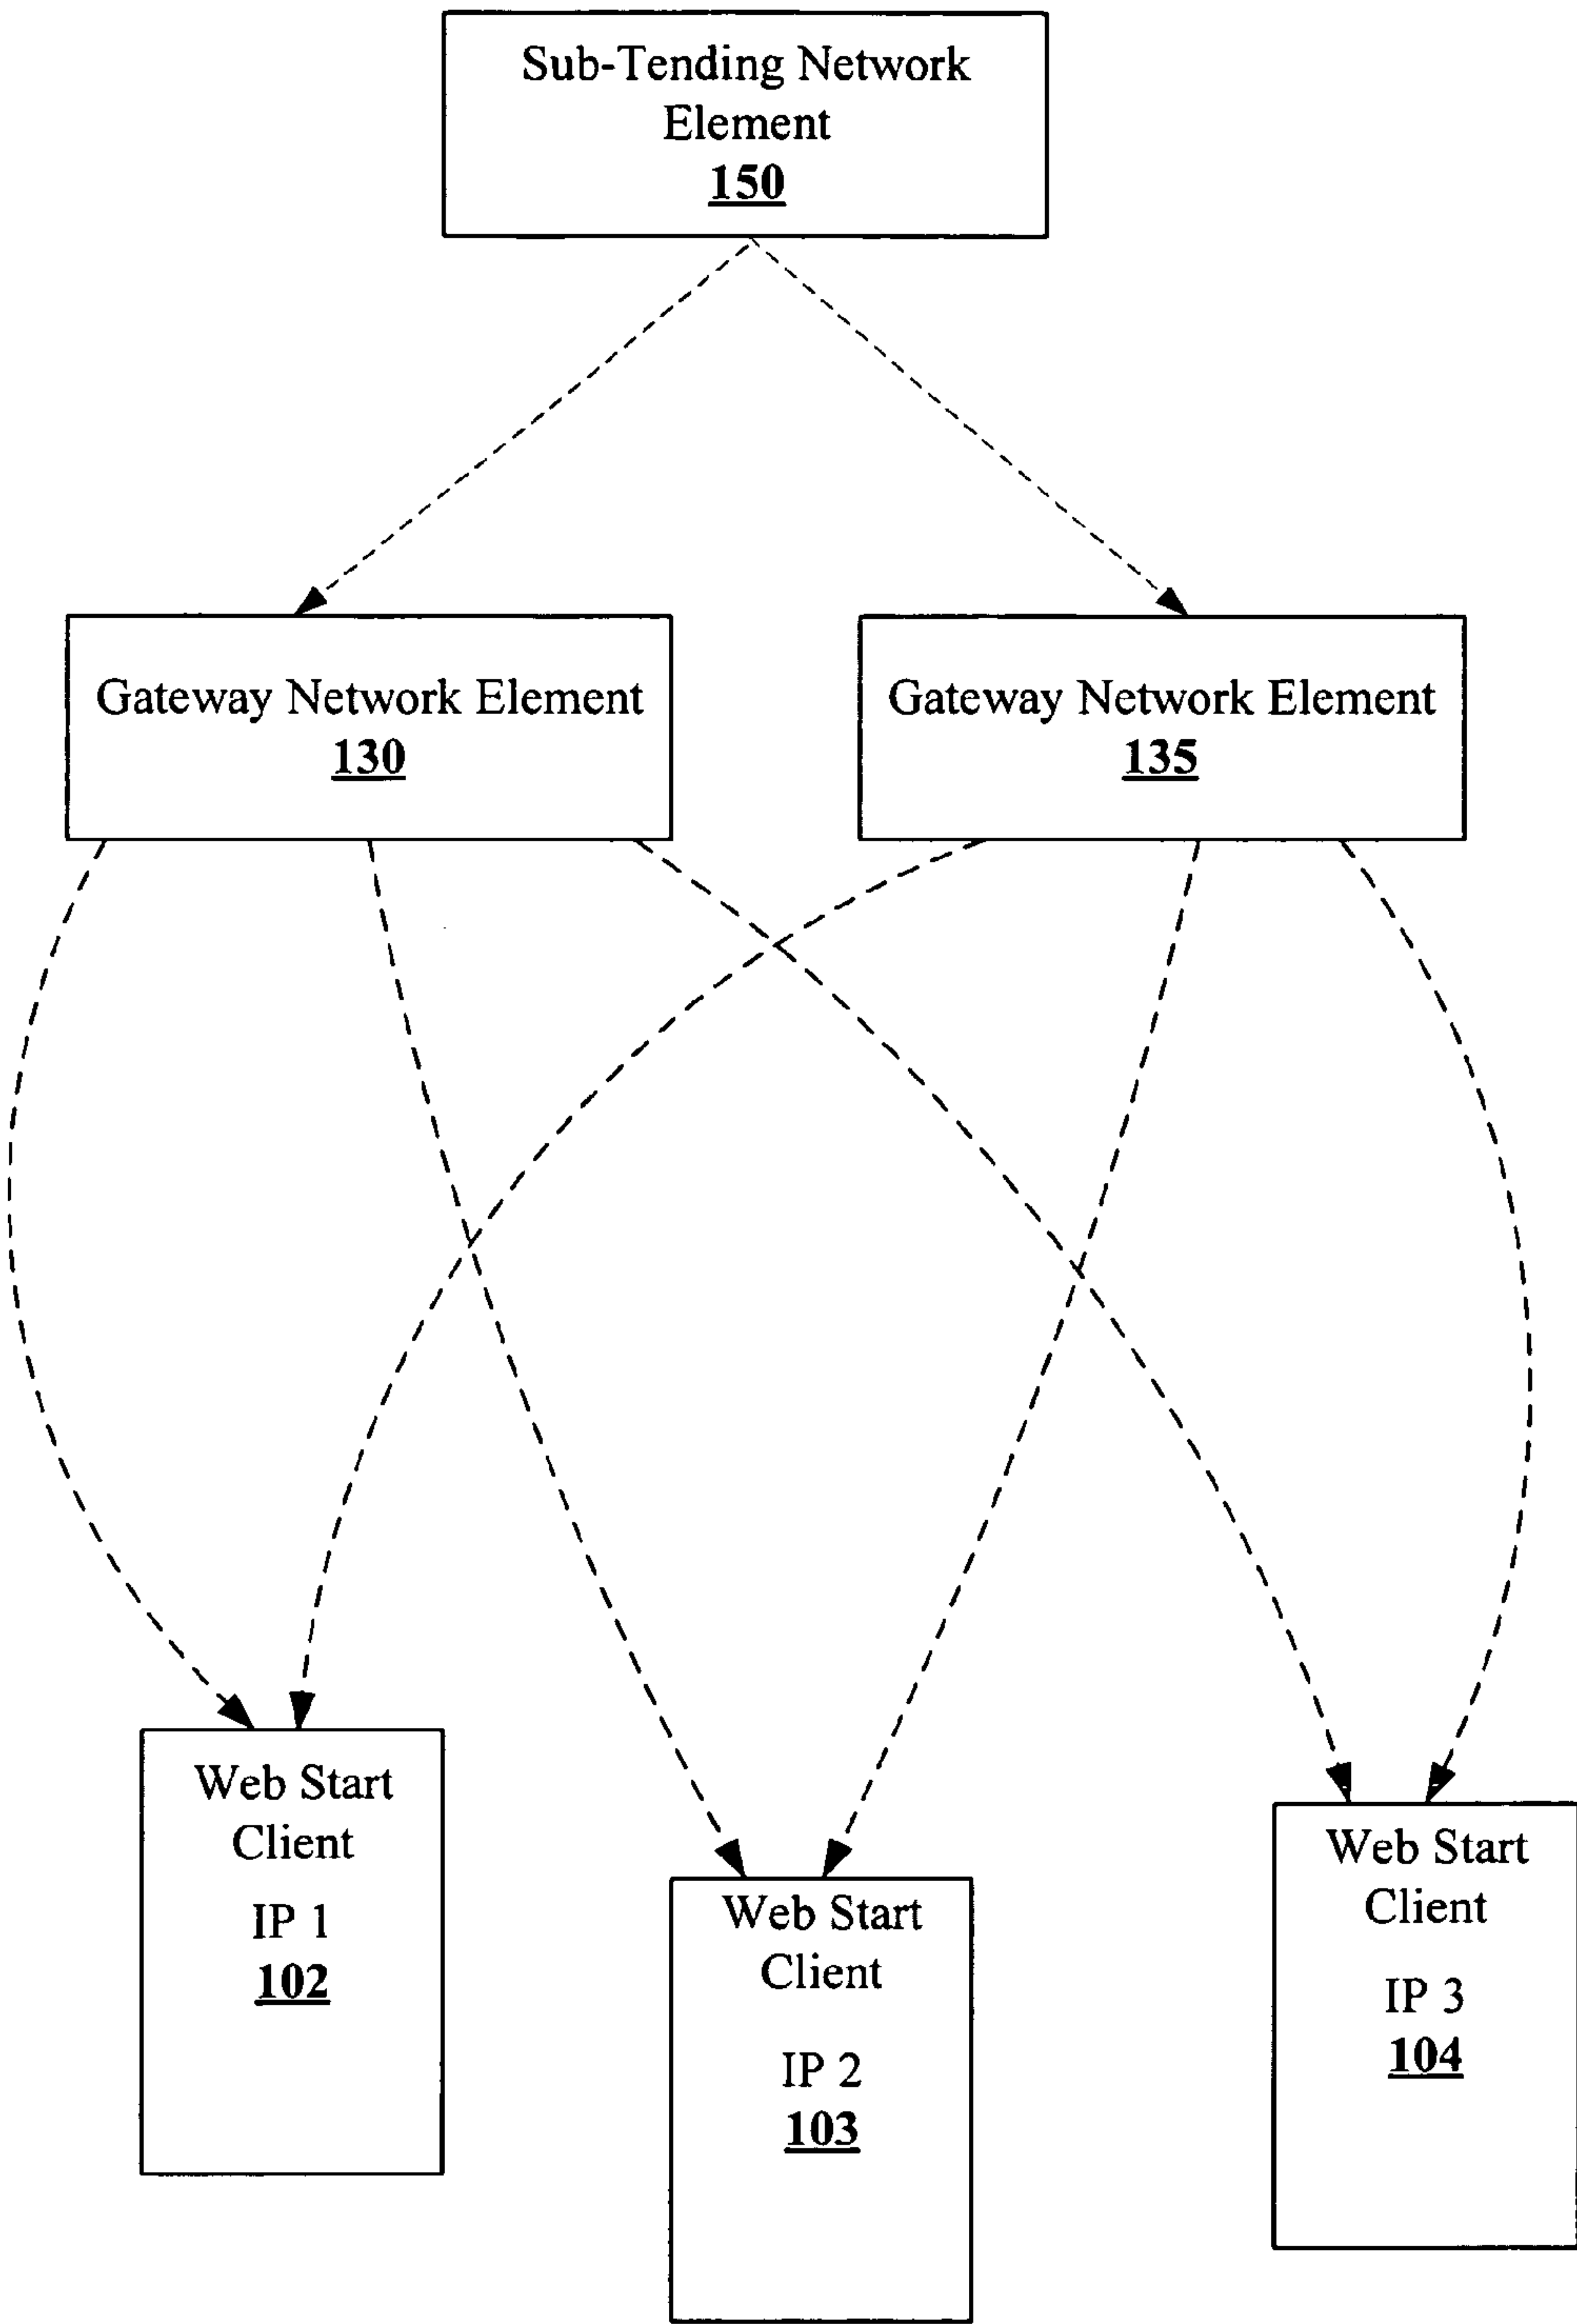 Sub-Tending Network
Element
150
Gateway Network Element
130
Gateway Network Element
135
Web Start
Client
IP 1
102
Web Start
Client
IP 2
103
Web Start
Client
IP 3
104